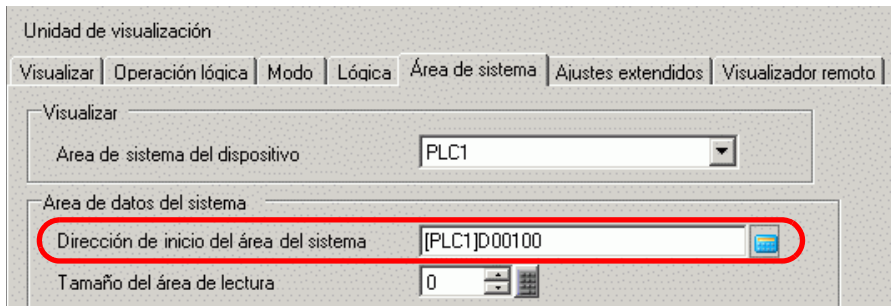 Unidad de visualización
Visualizar Operación lógica Modo Lógica Área de sistema Ajustes extendidos Visualizador remoto
Visualizar
Area de sistema del dispositivo PLC1
Area de datos del sistema
Dirección de inicio del área del sistema [PLC1]D00100
Tamaño del área de lectura 0